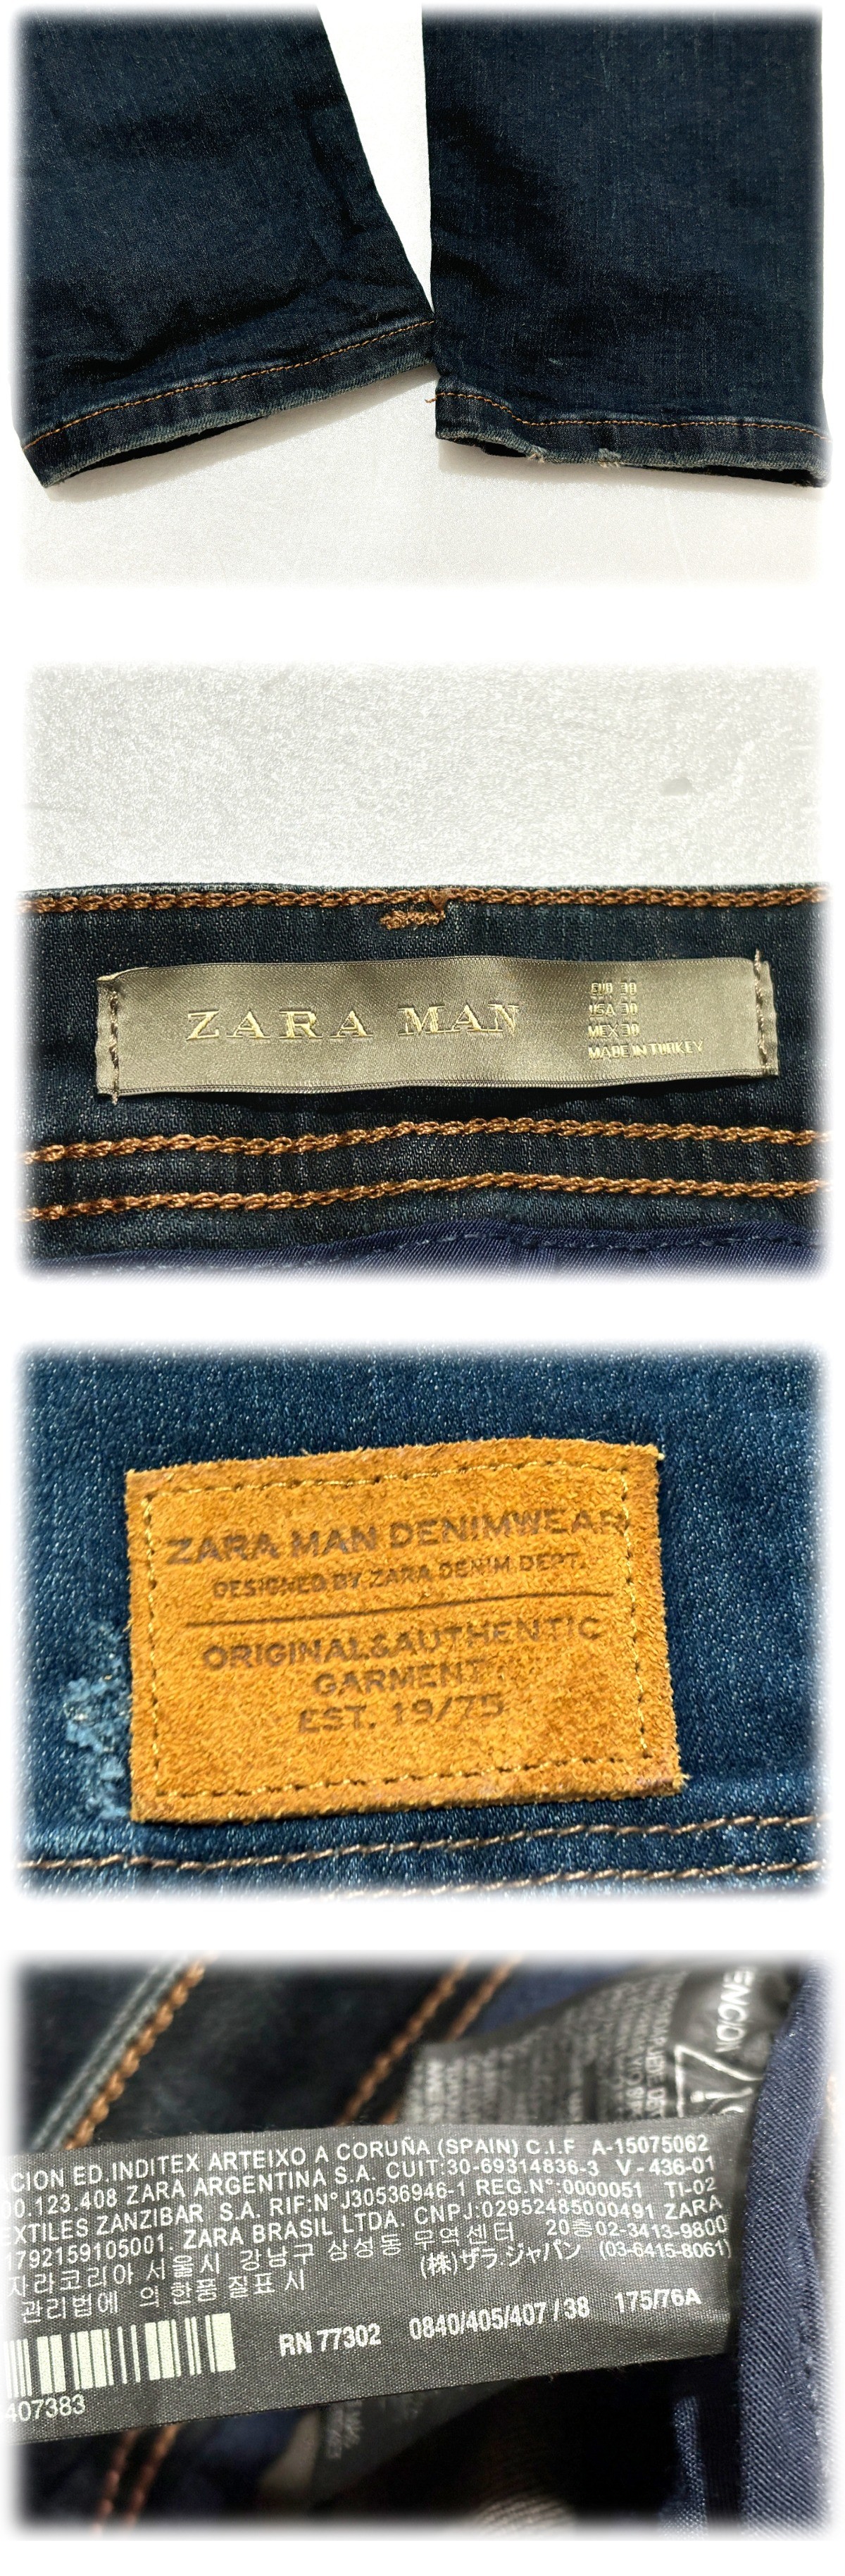 ZARA MAN
EUR 38
USA 30
MEX 30
MADE IN TURKEY
ZARA MAN DENIMWEAR
DESIGNED BY ZARA DENIM DEPT.
ORIGINAL&AUTHENTIC
GARMENT
EST. 19/75
ENCION
ACION ED.INDITEX ARTEIXO A CORUÑA (SPAIN) C.I.F A-15075062
00.123.408 ZARA ARGENTINA S.A. CUIT:30-69314836-3 V-436-01
EXTILES ZANZIBAR S.A. RIF:NºJ30536946-1 REG.Nº:0000051 TI-02
1792159105001. ZARA BRASIL LTDA. CNPJ:02952485000491 ZARA
자라코리아 서울시 강남구 삼성동 무역센터 20층02-3413-9800
관리법에 의한품질표시 (株)ザラ・ジャパン (03-6415-8061)
RN 77302 0840/405/407 / 38 175/76A
407383